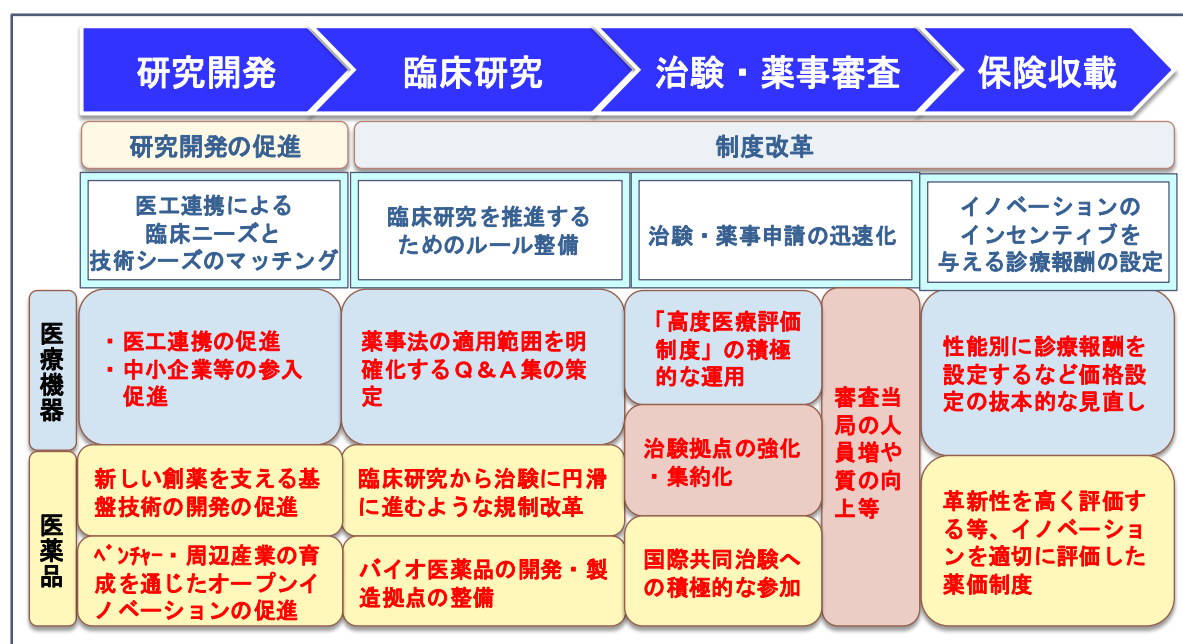 研究開発
臨床研究
治験・薬事審査
保険収載
研究開発の促進
制度改革
医工連携による
臨床ニーズと
技術シーズのマッチング
臨床研究を推進する
ためのルール整備
治験・薬事申請の迅速化
イノベーションの
インセンティブを
与える診療報酬の設定
医療機器
・医工連携の促進
・中小企業等の参入
促進
薬事法の適用範囲を明
確化するQ&A集の策
定
「高度医療評価
制度」の積極
的な運用
治験拠点の強化
・集約化
審査当
局の人
員増や
質の向
上等
性能別に診療報酬を
設定するなど価格設
定の抜本的な見直し
医薬品
新しい創薬を支える基
盤技術の開発の促進
臨床研究から治験に円滑
に進むような規制改革
ベンチャー・周辺産業の育
成を通じたオープンイ
ノベーションの促進
バイオ医薬品の開発・製
造拠点の整備
国際共同治験へ
の積極的な参加
革新性を高く評価す
る等、イノベーショ
ンを適切に評価した
薬価制度